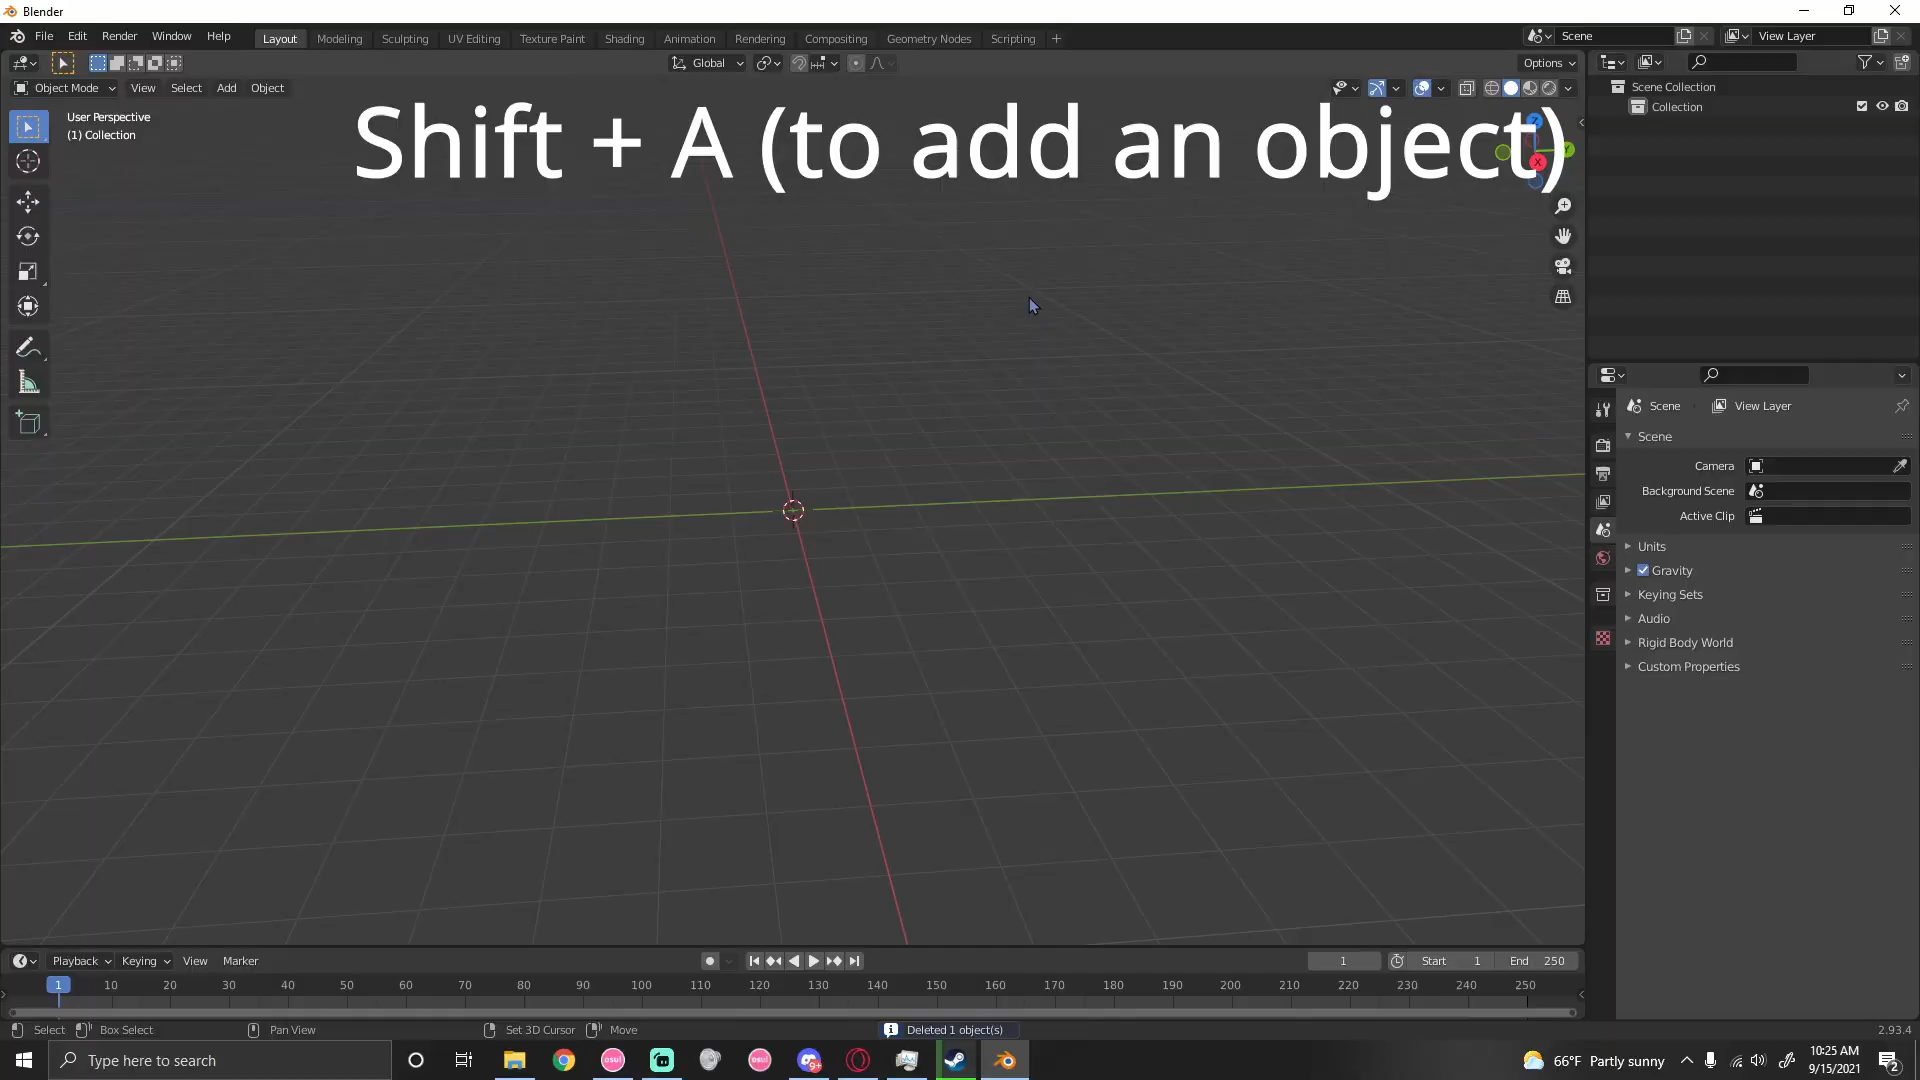 Blender
File Edit Render Window Help
Layout Modeling Sculpting UV Editing Texture Paint Shading Animation Rendering Compositing Geometry Nodes Scripting +
Scene
View Layer
Global
Options
Object Mode View Select Add Object
User Perspective
(1) Collection
Shift + A (to add an object)
Z
Y
X
Scene Collection
Collection
Scene View Layer
Scene
Camera
Background Scene
Active Clip
Units
Gravity
Keying Sets
Audio
Rigid Body World
Custom Properties
Playback Keying View Marker
1
Start 1
End 250
1 10 20 30 40 50 60 70 80 90 100 110 120 130 140 150 160 170 180 190 200 210 220 230 240 250
Select Box Select Pan View Set 3D Cursor Move
Deleted 1 object(s)
2.93.4
Type here to search
osu!
osu!
9+
66°F Partly sunny
10:25 AM
9/15/2021
2